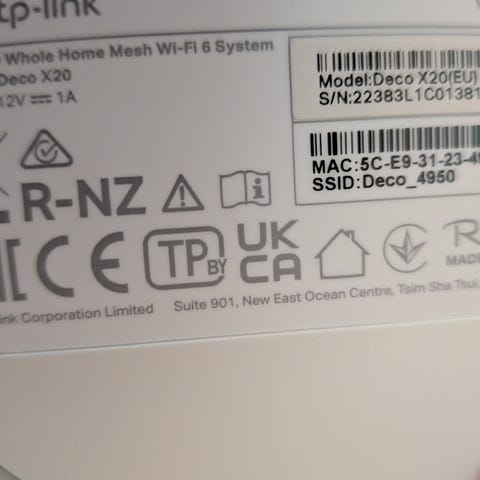 tp-link
Whole Home Mesh Wi-Fi 6 System
Deco X20
12V ⎓ 1A
Model:Deco X20(EU)
S/N:22383L1C01381
MAC:5C-E9-31-23-49
SSID:Deco_4950
R-NZ
CE TP BY UK CA
MADE
ink Corporation Limited Suite 901, New East Ocean Centre, Tsim Sha Tsui,